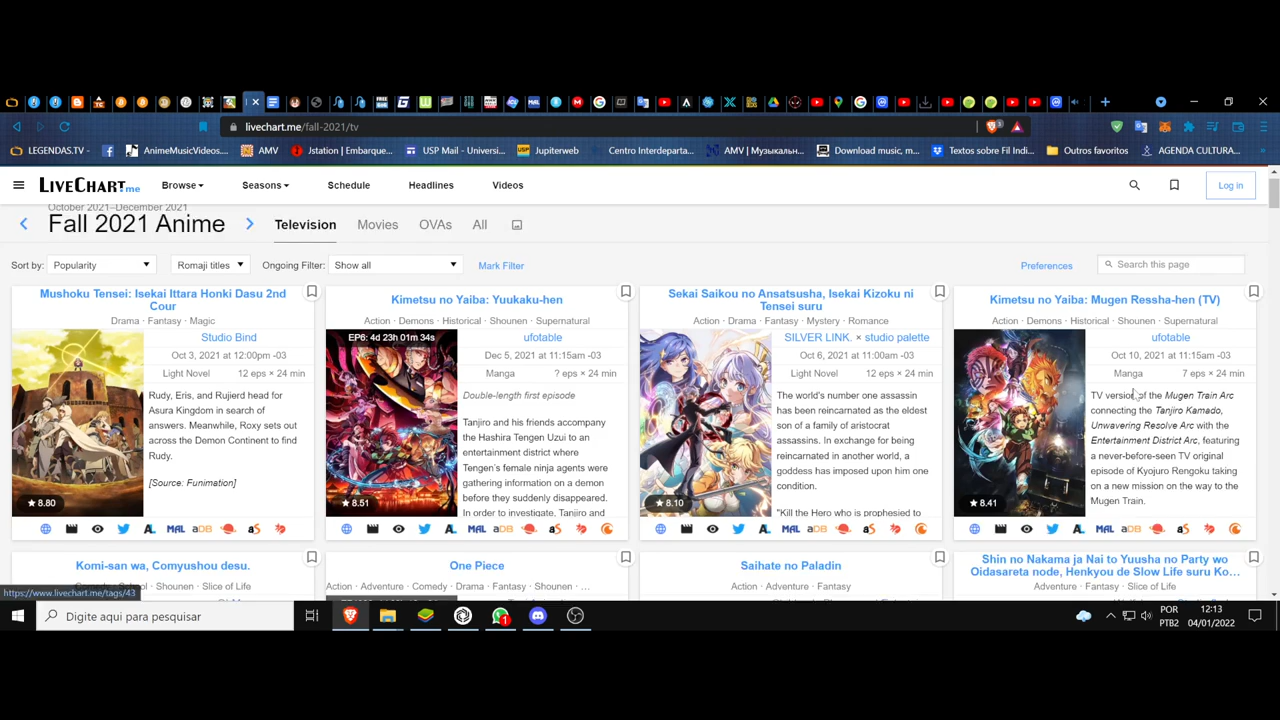 livechart.me/fall-2021/tv
LEGENDAS.TV - AnimeMusicVideos.... AMV Jstation | Embarque... USP Mail - Universi... Jupiterweb Centro Interdeparta... AMV | Музыкальн... Download music, m... Textos sobre Fil Indi... Outros favoritos AGENDA CULTURA...
LIVECHART.me Browse Seasons Schedule Headlines Videos Log in
October 2021–December 2021
Fall 2021 Anime Television Movies OVAs All
Sort by: Popularity Romaji titles Ongoing Filter: Show all Mark Filter Preferences Search this page
Mushoku Tensei: Isekai Ittara Honki Dasu 2nd
Cour
Drama · Fantasy · Magic
Studio Bind
Oct 3, 2021 at 12:00pm -03
Light Novel 12 eps × 24 min
Rudy, Eris, and Rujierd head for
Asura Kingdom in search of
answers. Meanwhile, Roxy sets out
across the Demon Continent to find
Rudy.
[Source: Funimation]
8.80
Kimetsu no Yaiba: Yuukaku-hen
Action · Demons · Historical · Shounen · Supernatural
EP6: 4d 23h 01m 34s
ufotable
Dec 5, 2021 at 11:15am -03
Manga ? eps × 24 min
Double-length first episode
Tanjiro and his friends accompany
the Hashira Tengen Uzui to an
entertainment district where
Tengen's female ninja agents were
gathering information on a demon
before they suddenly disappeared.
In order to investigate, Tanjiro and
8.51
Sekai Saikou no Ansatsusha, Isekai Kizoku ni
Tensei suru
Action · Drama · Fantasy · Mystery · Romance
SILVER LINK. × studio palette
Oct 6, 2021 at 11:00am -03
Light Novel 12 eps × 24 min
The world's number one assassin
has been reincarnated as the eldest
son of a family of aristocrat
assassins. In exchange for being
reincarnated in another world, a
goddess has imposed upon him one
condition.
"Kill the Hero who is prophesied to
8.10
Kimetsu no Yaiba: Mugen Ressha-hen (TV)
Action · Demons · Historical · Shounen · Supernatural
ufotable
Oct 10, 2021 at 11:15am -03
Manga 7 eps × 24 min
TV version of the Mugen Train Arc
connecting the Tanjiro Kamado,
Unwavering Resolve Arc with the
Entertainment District Arc, featuring
a never-before-seen TV original
episode of Kyojuro Rengoku taking
on a new mission on the way to the
Mugen Train.
8.41
Komi-san wa, Comyushou desu.
Comedy · School · Shounen · Slice of Life
One Piece
Action · Adventure · Comedy · Drama · Fantasy · Shounen · ...
Saihate no Paladin
Action · Adventure · Fantasy
Shin no Nakama ja Nai to Yuusha no Party wo
Oidasareta node, Henkyou de Slow Life suru Ko...
Adventure · Fantasy · Slice of Life
https://www.livechart.me/tags/43
Digite aqui para pesquisar
POR
PTB2
12:13
04/01/2022